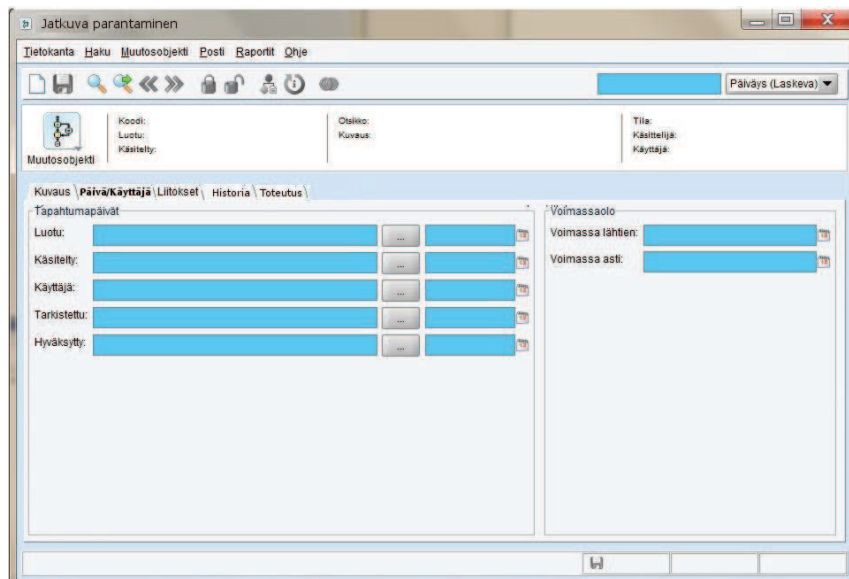 Jatkuva parantaminen
Tietokanta Haku Muutosobjekti Posti Raportit Ohje
Päiväys (Laskeva)
Koodi: Otsikko: Tila:
Luotu: Kuvaus: Käsittelijä:
Käsitelty: Käyttäjä:
Muutosobjekti
Kuvaus Päivä/Käyttäjä Liitokset Historia Toteutus
Tapahtumapäivät Voimassaolo
Luotu: ... Voimassa lähtien:
Käsitelty: ... Voimassa asti:
Käyttäjä: ...
Tarkistettu: ...
Hyväksytty: ...